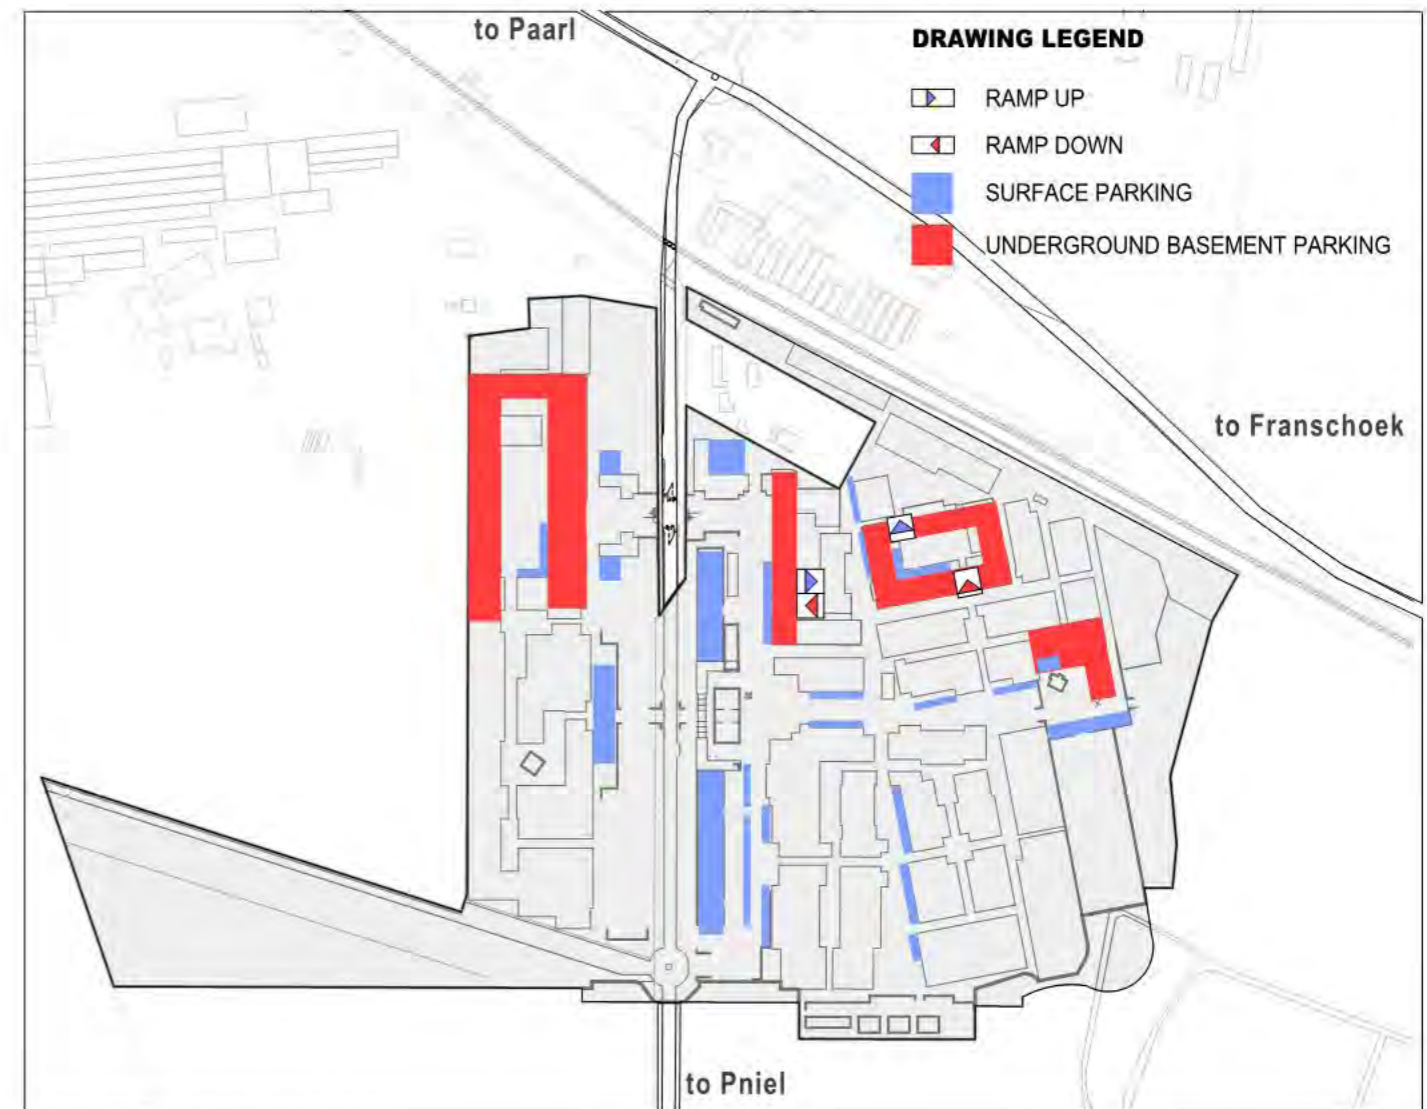 to Paarl
DRAWING LEGEND
RAMP UP
RAMP DOWN
SURFACE PARKING
UNDERGROUND BASEMENT PARKING
to Franschoek
to Pniel